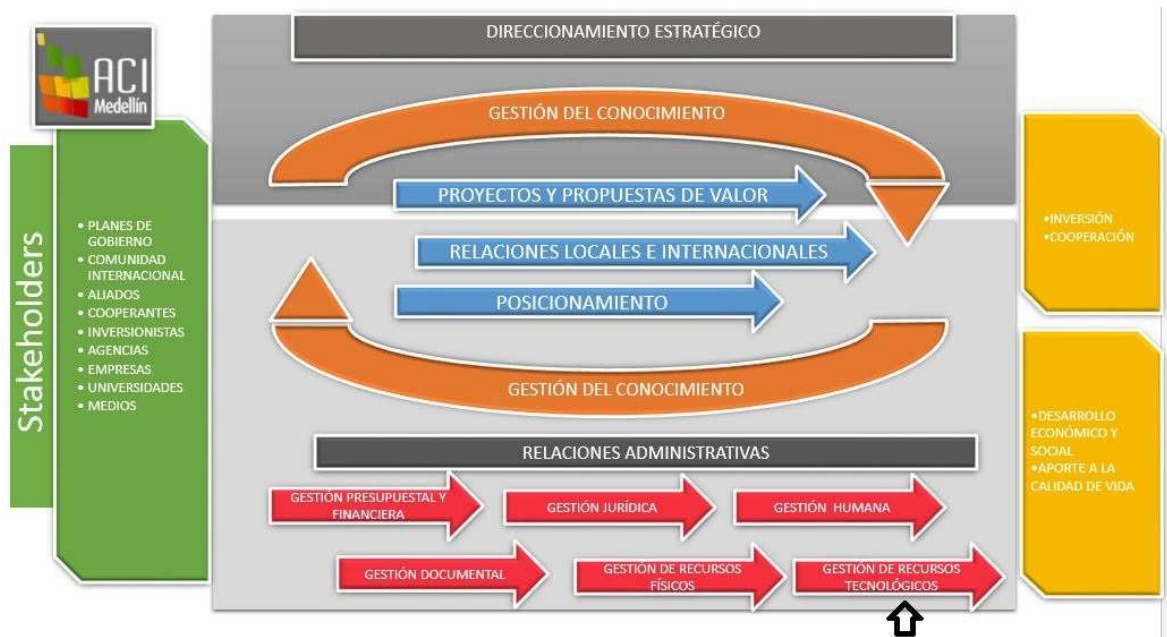 ACI
Medellín
Stakeholders
• PLANES DE
GOBIERNO
• COMUNIDAD
INTERNACIONAL
• ALIADOS
• COOPERANTES
• INVERSIONISTAS
• AGENCIAS
• EMPRESAS
• UNIVERSIDADES
• MEDIOS
DIRECCIONAMIENTO ESTRATÉGICO
GESTIÓN DEL CONOCIMIENTO
PROYECTOS Y PROPUESTAS DE VALOR
RELACIONES LOCALES E INTERNACIONALES
POSICIONAMIENTO
GESTIÓN DEL CONOCIMIENTO
RELACIONES ADMINISTRATIVAS
GESTIÓN PRESUPUESTAL Y
FINANCIERA
GESTIÓN JURÍDICA
GESTIÓN HUMANA
GESTIÓN DOCUMENTAL
GESTIÓN DE RECURSOS
FÍSICOS
GESTIÓN DE RECURSOS
TECNOLÓGICOS
•INVERSIÓN
•COOPERACIÓN
•DESARROLLO
ECONÓMICO Y
SOCIAL
•APORTE A LA
CALIDAD DE VIDA